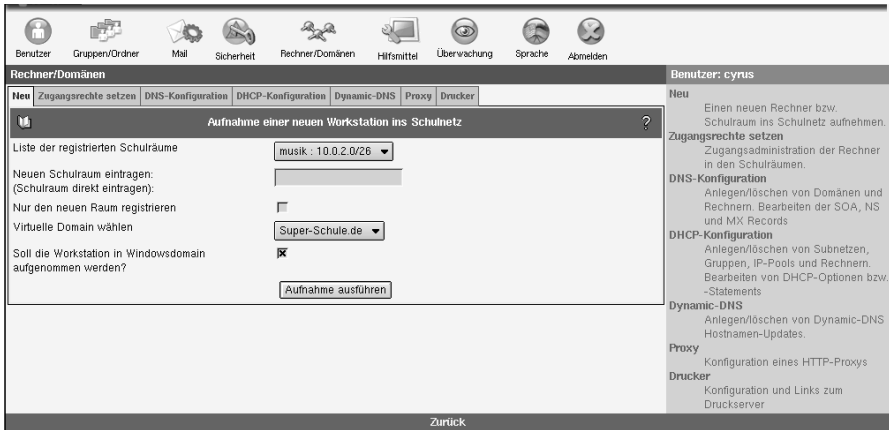 Benutzer Gruppen/Ordner Mail Sicherheit Rechner/Domänen Hilfsmittel Überwachung Sprache Abmelden
Rechner/Domänen
Neu Zugangsrechte setzen DNS-Konfiguration DHCP-Konfiguration Dynamic-DNS Proxy Drucker
Aufnahme einer neuen Workstation ins Schulnetz ?
Liste der registrierten Schulräume musik : 10.0.2.0/26
Neuen Schulraum eintragen:
(Schulraum direkt eintragen):
Nur den neuen Raum registrieren
Virtuelle Domain wählen Super-Schule.de
Soll die Workstation in Windowsdomain
aufgenommen werden?
Aufnahme ausführen
Benutzer: cyrus
Neu
Einen neuen Rechner bzw.
Schulraum ins Schulnetz aufnehmen.
Zugangsrechte setzen
Zugangsadministration der Rechner
in den Schulräumen.
DNS-Konfiguration
Anlegen/löschen von Domänen und
Rechnern. Bearbeiten der SOA, NS
und MX Records
DHCP-Konfiguration
Anlegen/löschen von Subnetzen,
Gruppen, IP-Pools und Rechnern.
Bearbeiten von DHCP-Optionen bzw.
-Statements
Dynamic-DNS
Anlegen/löschen von Dynamic-DNS
Hostnamen-Updates.
Proxy
Konfiguration eines HTTP-Proxys
Drucker
Konfiguration und Links zum
Druckserver
Zurück